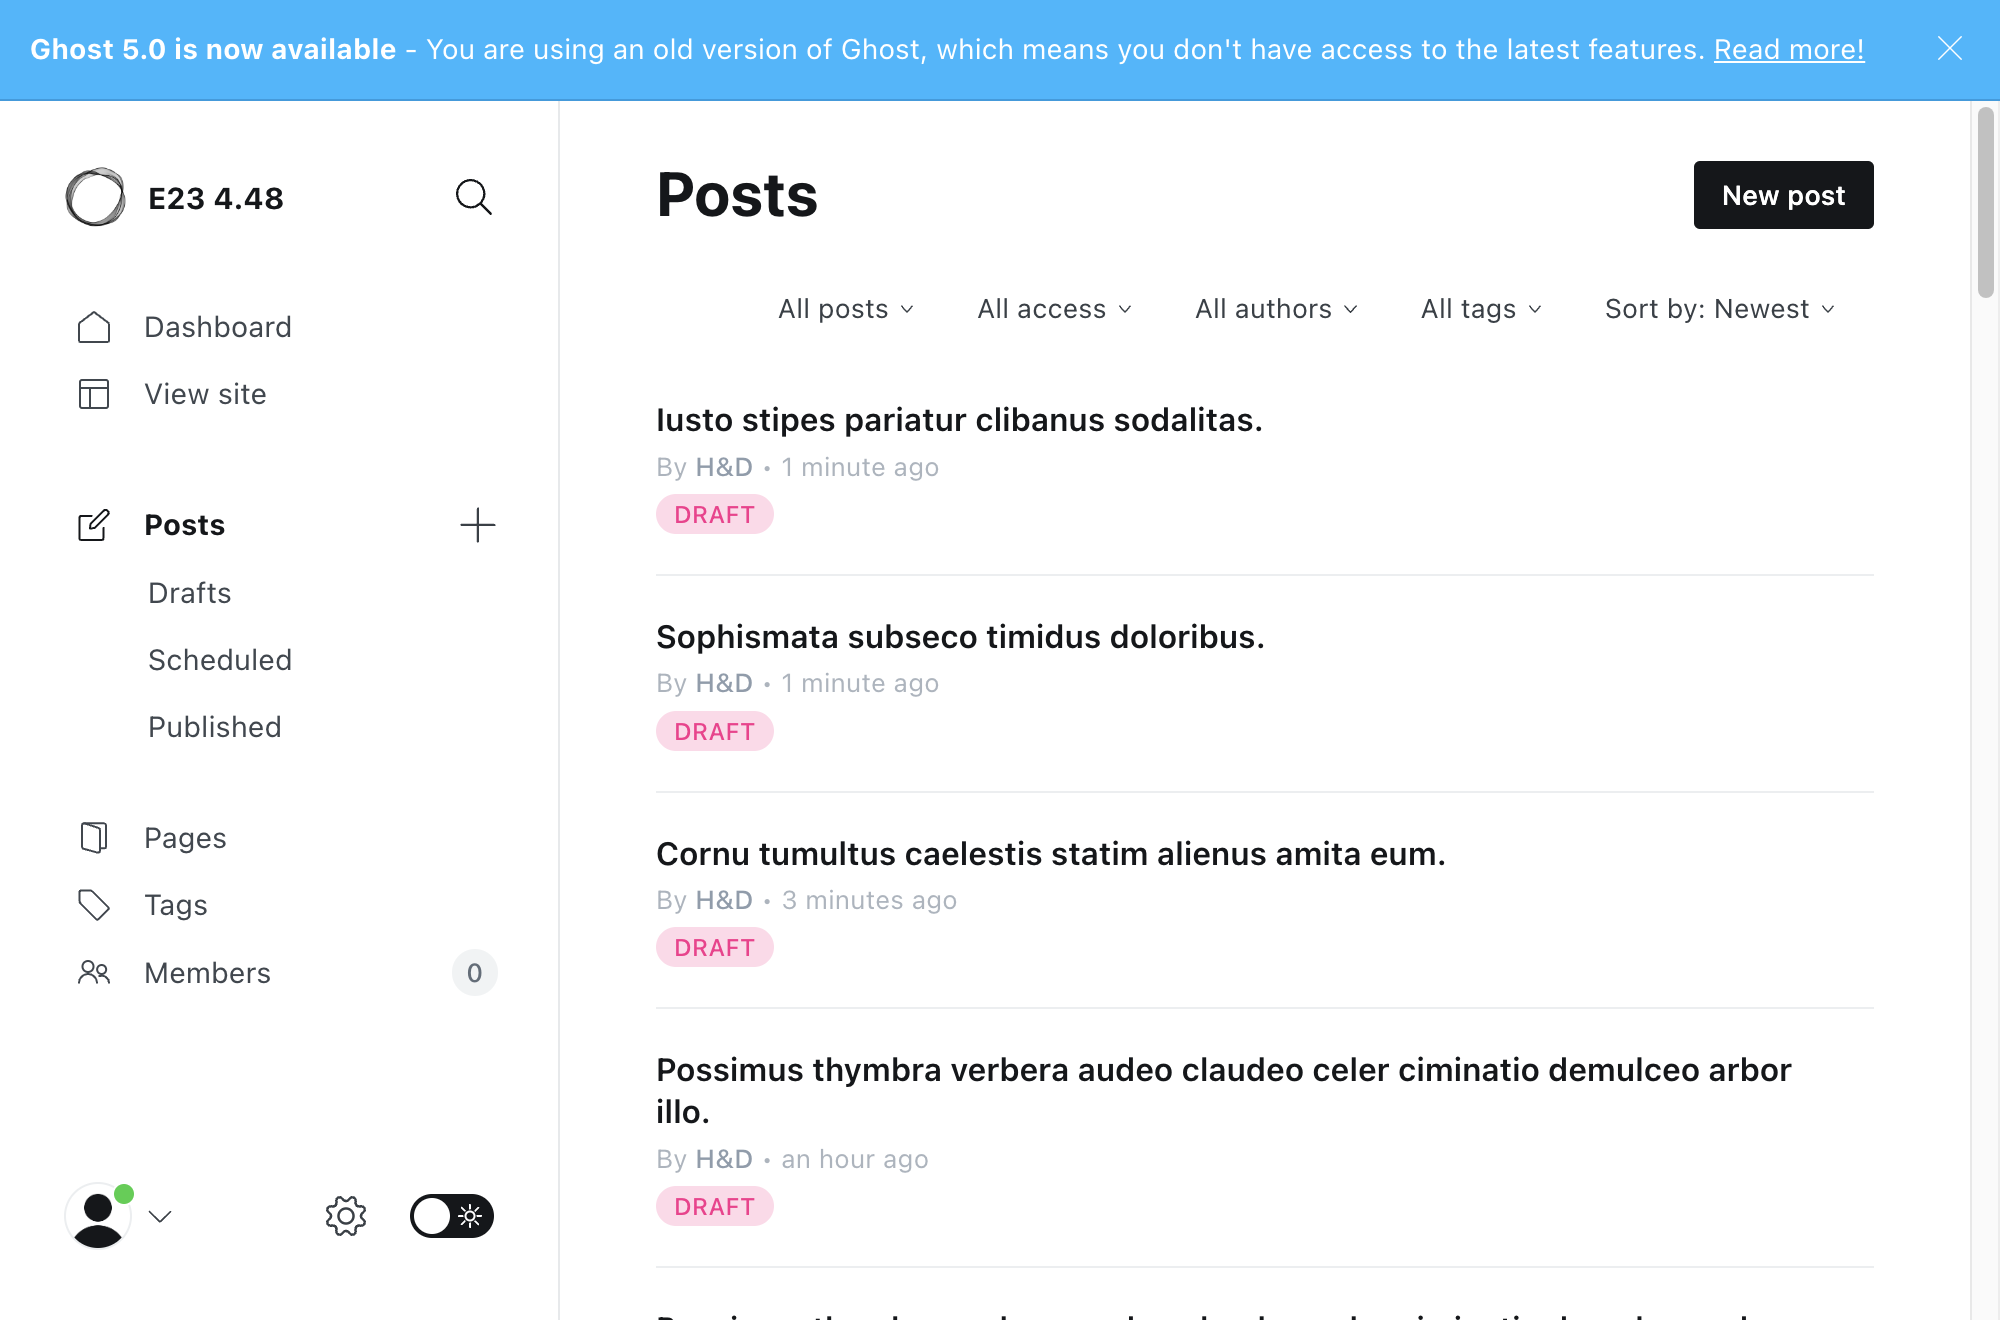 Ghost 5.0 is now available - You are using an old version of Ghost, which means you don't have access to the latest features. Read more!
E23 4.48
Dashboard
View site
Posts
Drafts
Scheduled
Published
Pages
Tags
Members 0
Posts
New post
All posts All access All authors All tags Sort by: Newest
Iusto stipes pariatur clibanus sodalitas.
By H&D • 1 minute ago
DRAFT
Sophismata subseco timidus doloribus.
By H&D • 1 minute ago
DRAFT
Cornu tumultus caelestis statim alienus amita eum.
By H&D • 3 minutes ago
DRAFT
Possimus thymbra verbera audeo claudeo celer ciminatio demulceo arbor
illo.
By H&D • an hour ago
DRAFT